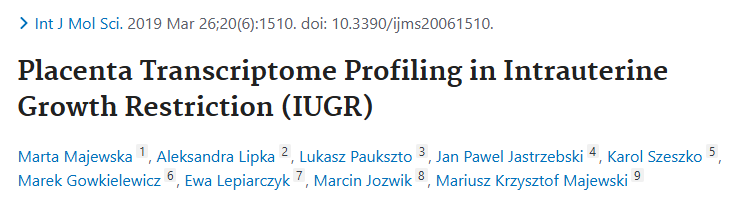 Int J Mol Sci. 2019 Mar 26;20(6):1510. doi: 10.3390/ijms20061510.
Placenta Transcriptome Profiling in Intrauterine
Growth Restriction (IUGR)
Marta Majewska 1, Aleksandra Lipka 2, Lukasz Paukszto 3, Jan Pawel Jastrzebski 4, Karol Szeszko 5,
Marek Gowkielewicz 6, Ewa Lepiarczyk 7, Marcin Jozwik 8, Mariusz Krzysztof Majewski 9